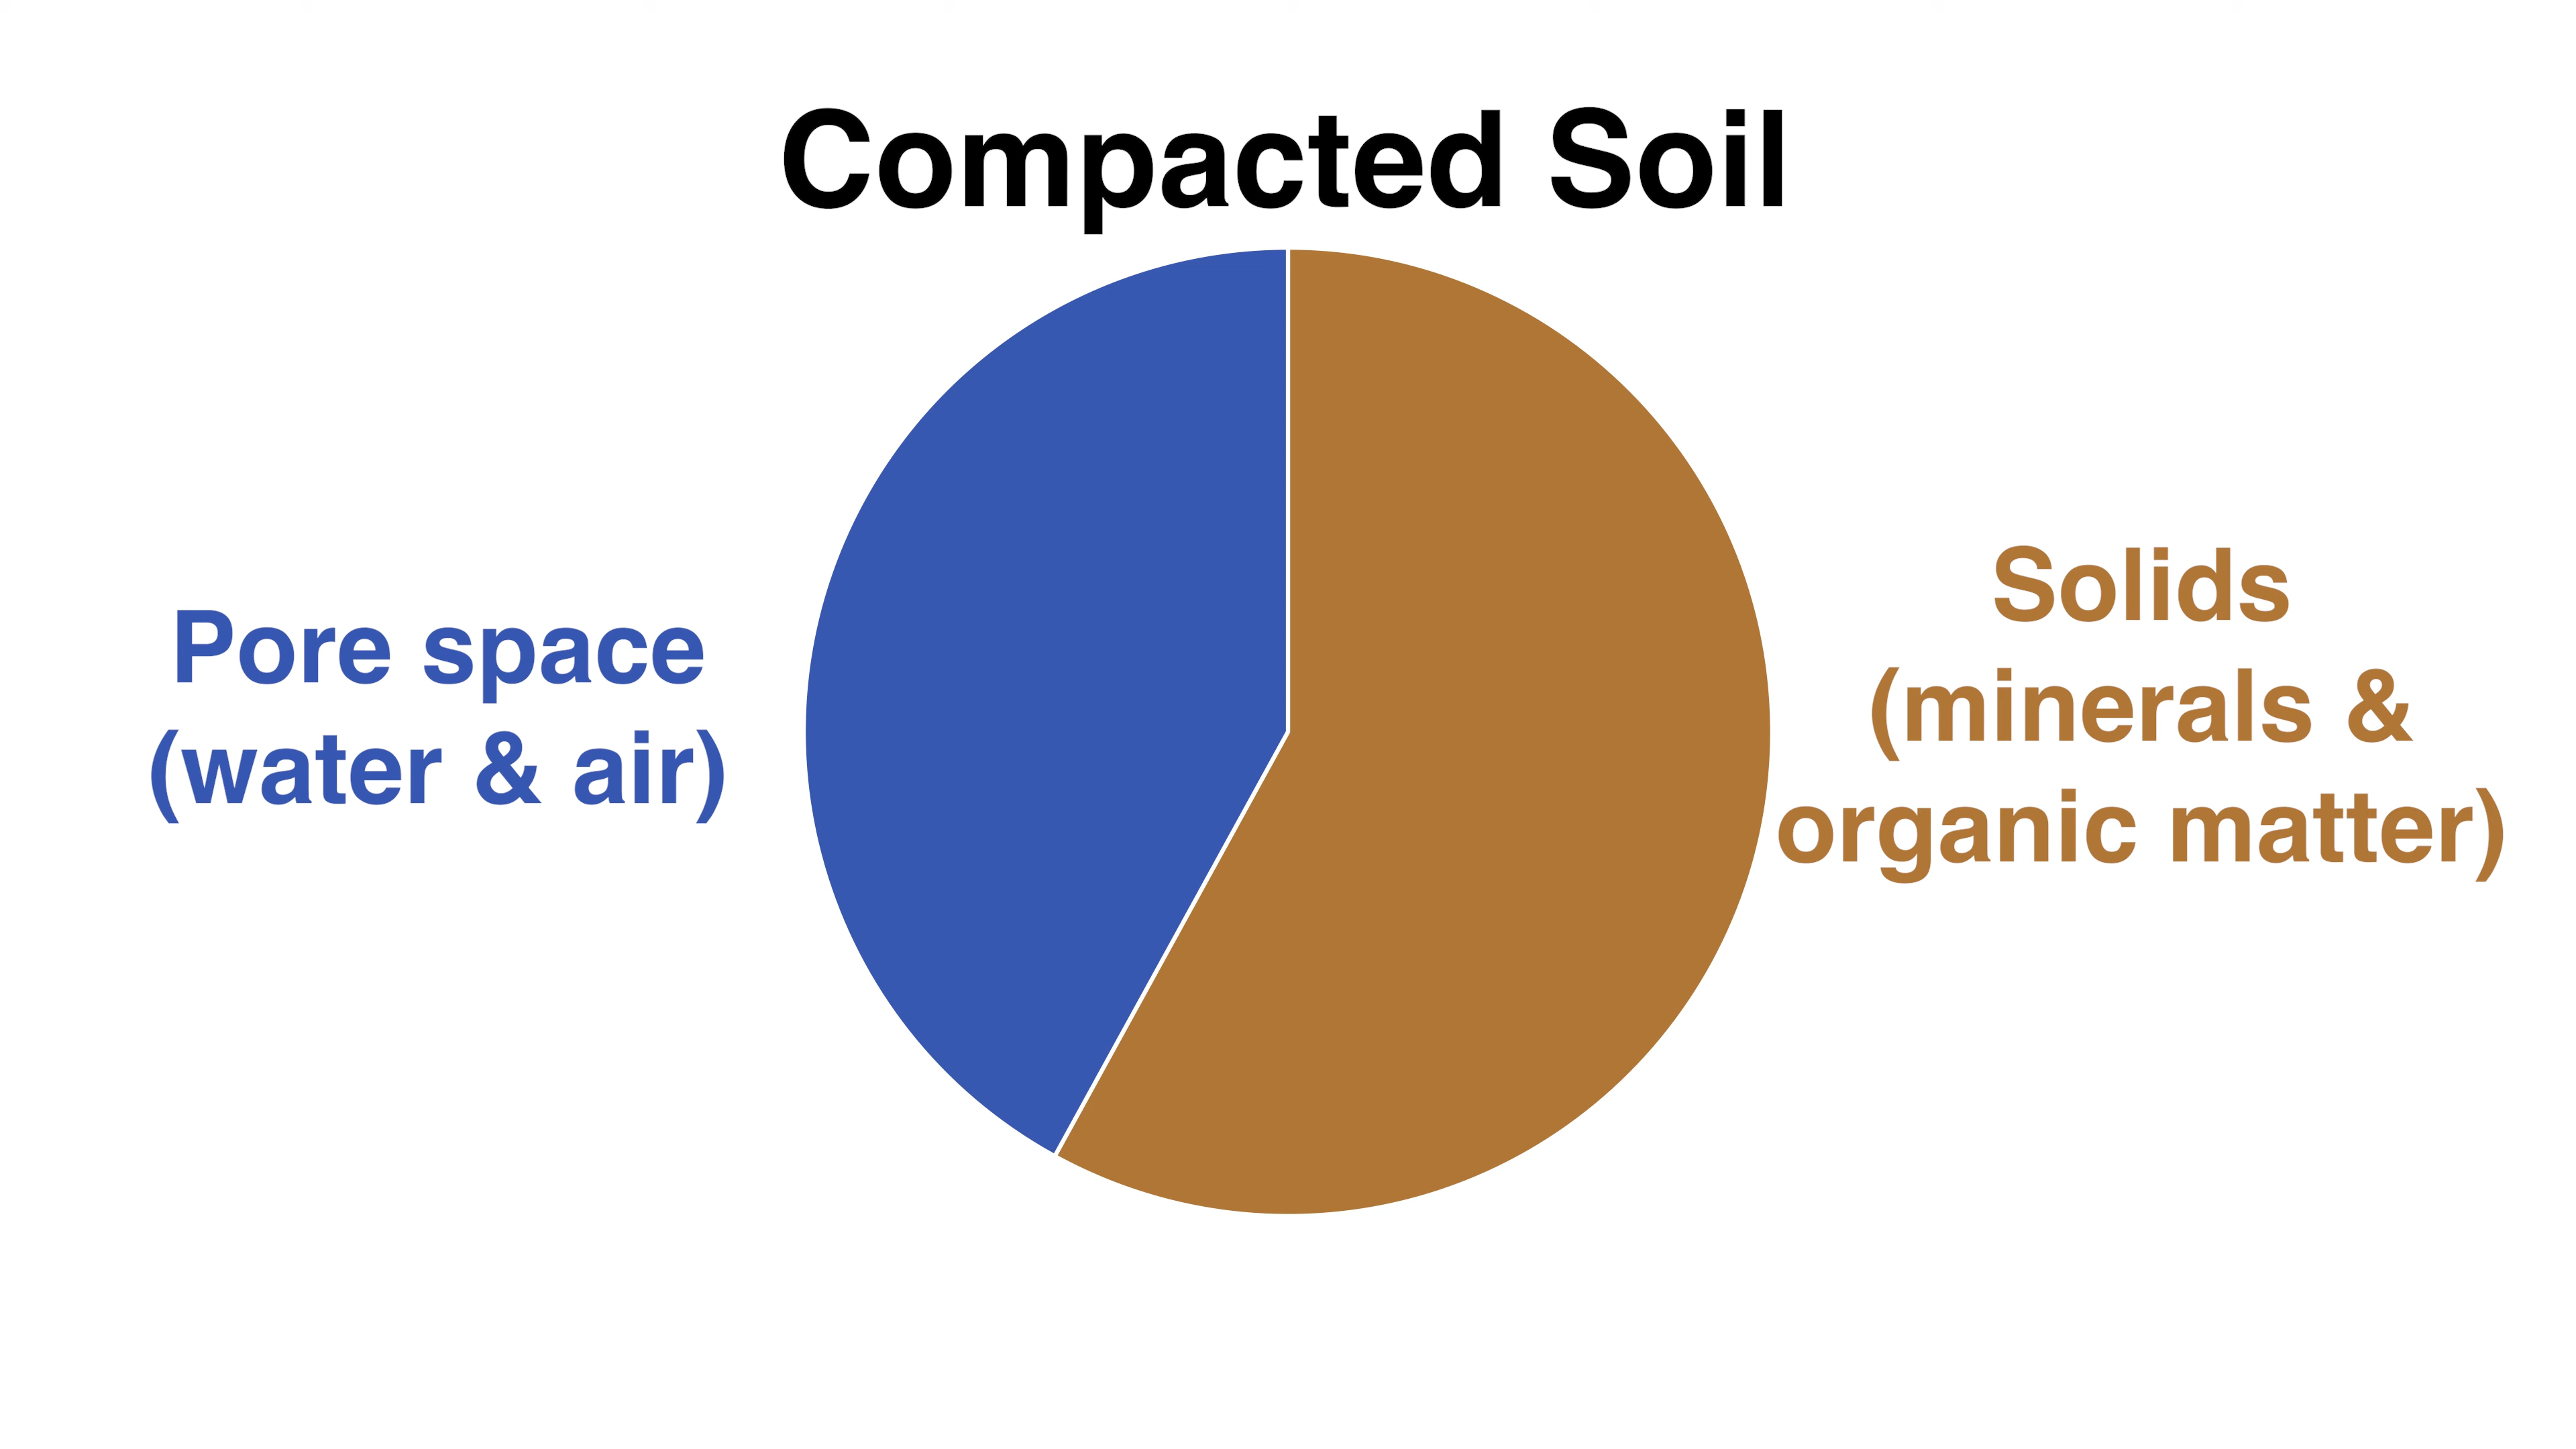 Compacted Soil
Pore space
(water & air)
Solids
(minerals &
organic matter)